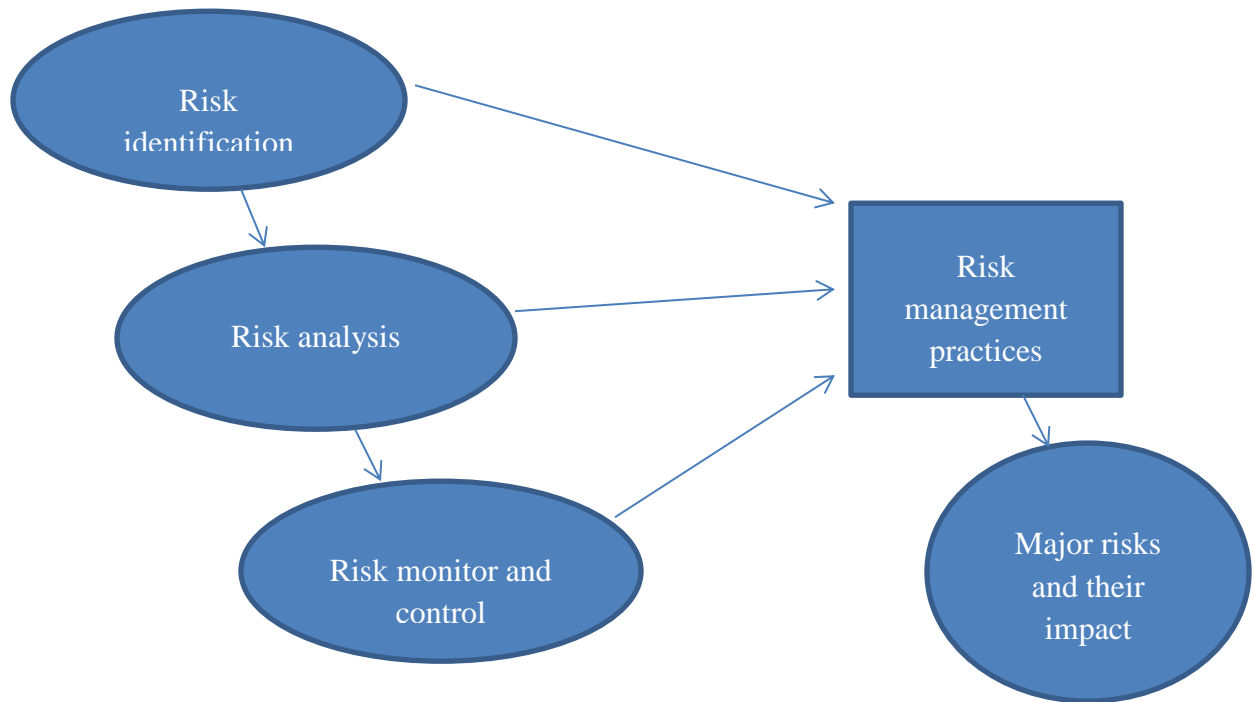 Risk
identification
Risk analysis
Risk monitor and
control
Risk
management
practices
Major risks
and their
impact